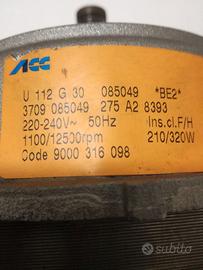 ACC
U 112 G 30 085049 *BE2*
3709 085049 275 A2 8393
220-240V~ 50Hz Ins.cl.F/H
1100/12500rpm 210/320W
Code 9000 316 098
subito